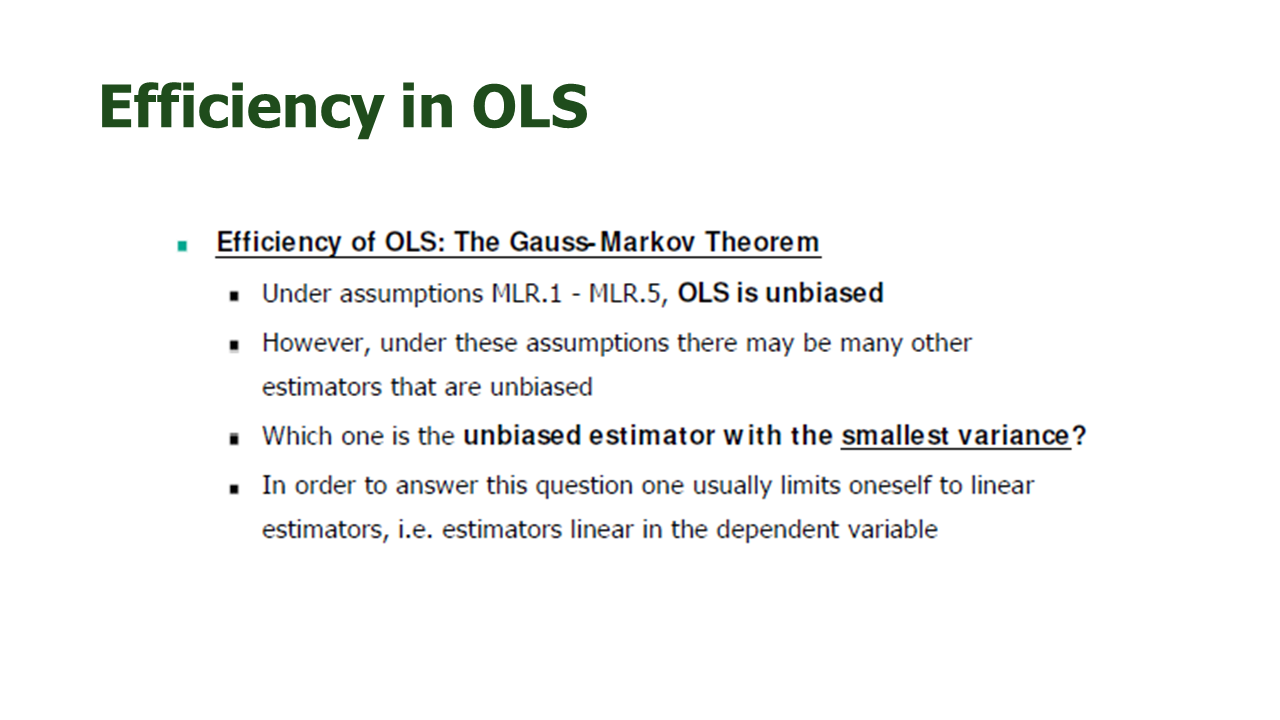 Efficiency in OLS
Efficiency of OLS: The Gauss-Markov Theorem
Under assumptions MLR.1 - MLR.5, OLS is unbiased
However, under these assumptions there may be many other
estimators that are unbiased
Which one is the unbiased estimator with the smallest variance?
In order to answer this question one usually limits oneself to linear
estimators, i.e. estimators linear in the dependent variable